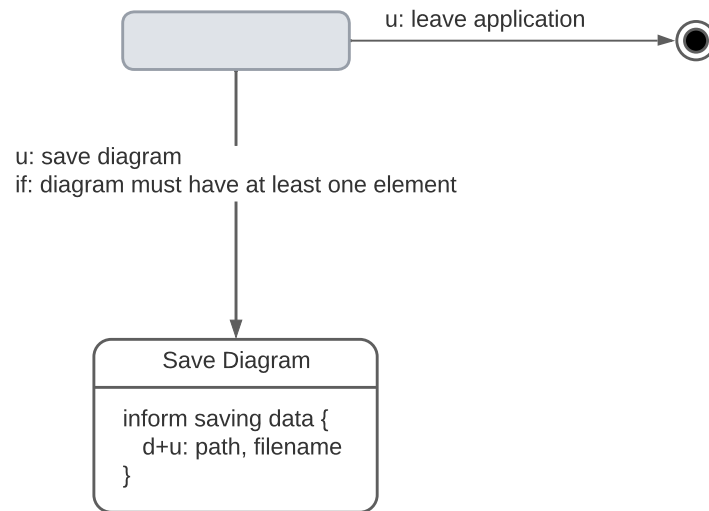 u: leave application
u: save diagram
if: diagram must have at least one element
Save Diagram
inform saving data {
d+u: path, filename
}